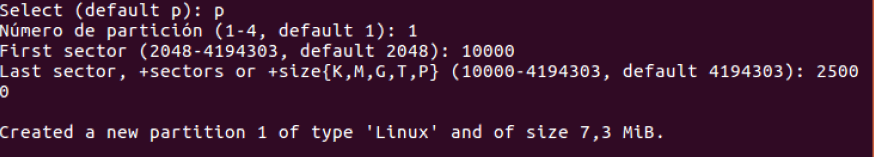 Select (default p): p
Número de partición (1-4, default 1): 1
First sector (2048-4194303, default 2048): 10000
Last sector, +sectors or +size{K,M,G,T,P} (10000-4194303, default 4194303): 2500
0
Created a new partition 1 of type 'Linux' and of size 7,3 MiB.